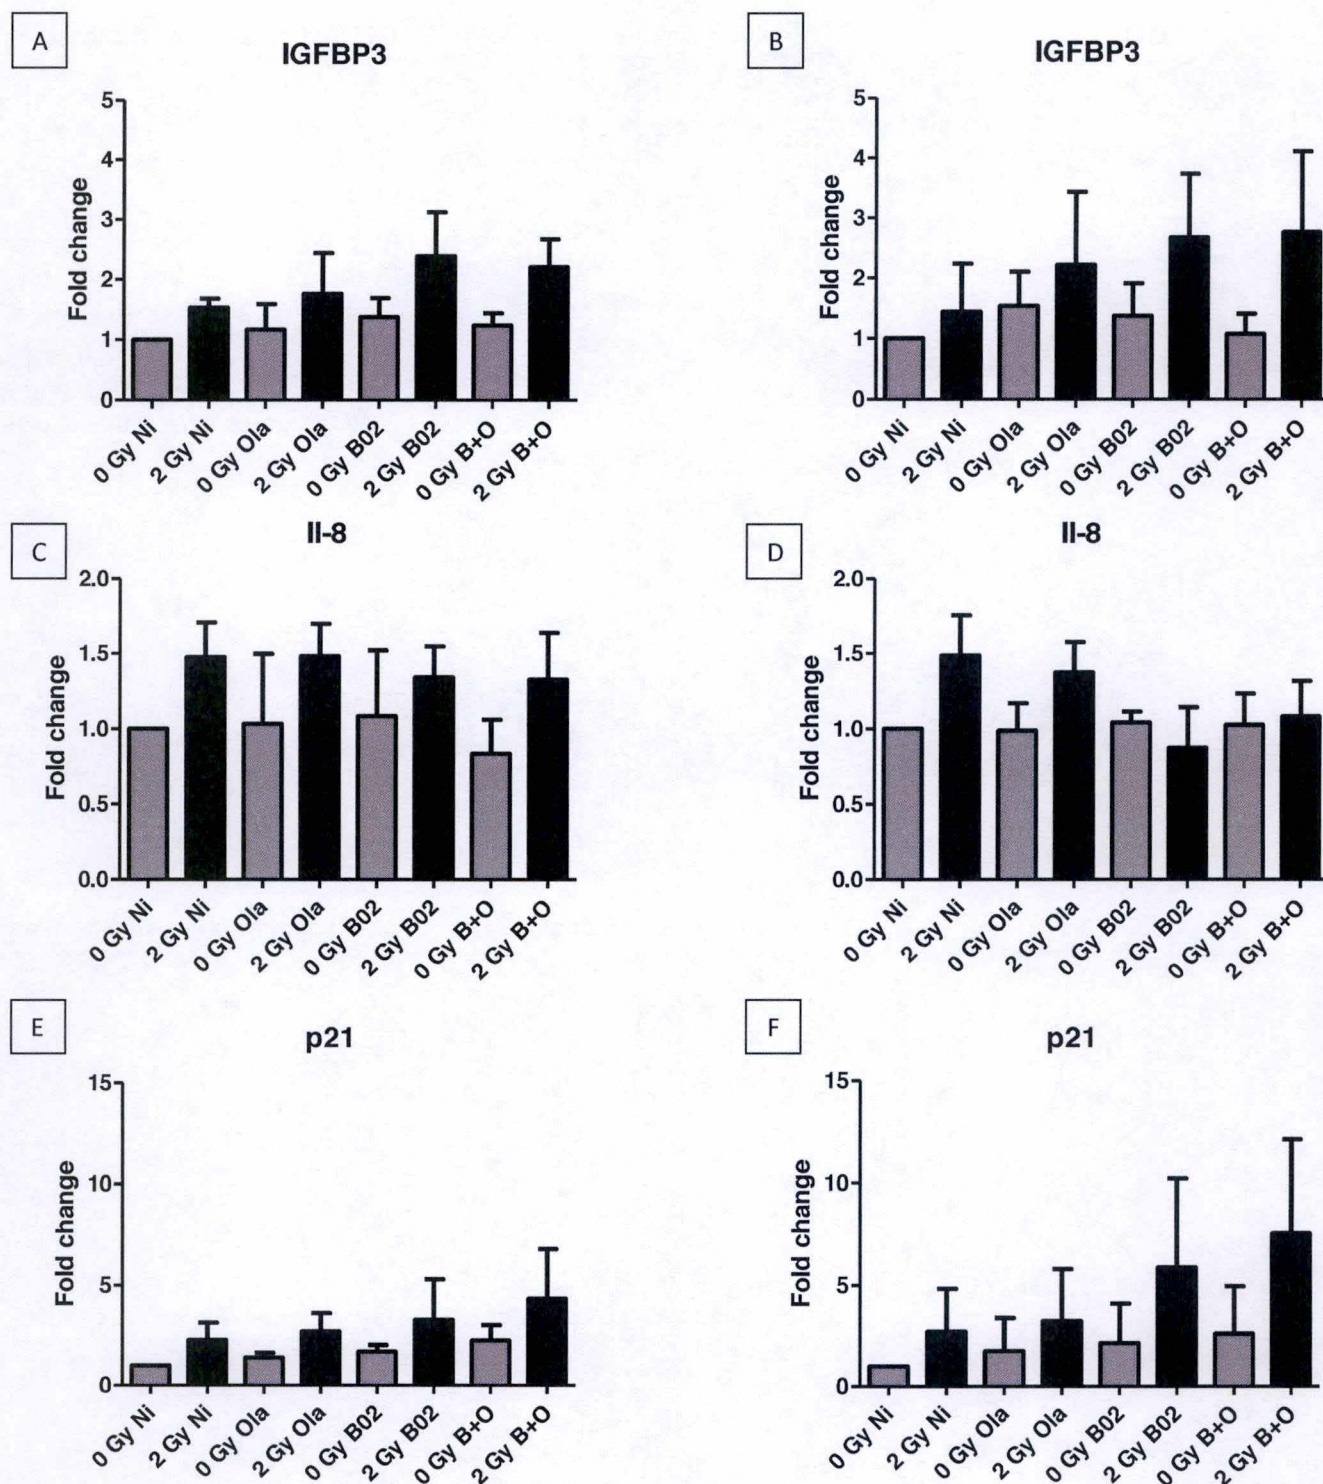 A
IGFBP3
Fold change
5
4
3
2
1
0
0 Gy Ni
2 Gy Ni
0 Gy Ola
2 Gy Ola
0 Gy B02
2 Gy B02
0 Gy B+O
2 Gy B+O
B
IGFBP3
Fold change
5
4
3
2
1
0
0 Gy Ni
2 Gy Ni
0 Gy Ola
2 Gy Ola
0 Gy B02
2 Gy B02
0 Gy B+O
2 Gy B+O
C
Il-8
Fold change
2.0
1.5
1.0
0.5
0.0
0 Gy Ni
2 Gy Ni
0 Gy Ola
2 Gy Ola
0 Gy B02
2 Gy B02
0 Gy B+O
2 Gy B+O
D
Il-8
Fold change
2.0
1.5
1.0
0.5
0.0
0 Gy Ni
2 Gy Ni
0 Gy Ola
2 Gy Ola
0 Gy B02
2 Gy B02
0 Gy B+O
2 Gy B+O
E
p21
Fold change
15
10
5
0
0 Gy Ni
2 Gy Ni
0 Gy Ola
2 Gy Ola
0 Gy B02
2 Gy B02
0 Gy B+O
2 Gy B+O
F
p21
Fold change
15
10
5
0
0 Gy Ni
2 Gy Ni
0 Gy Ola
2 Gy Ola
0 Gy B02
2 Gy B02
0 Gy B+O
2 Gy B+O